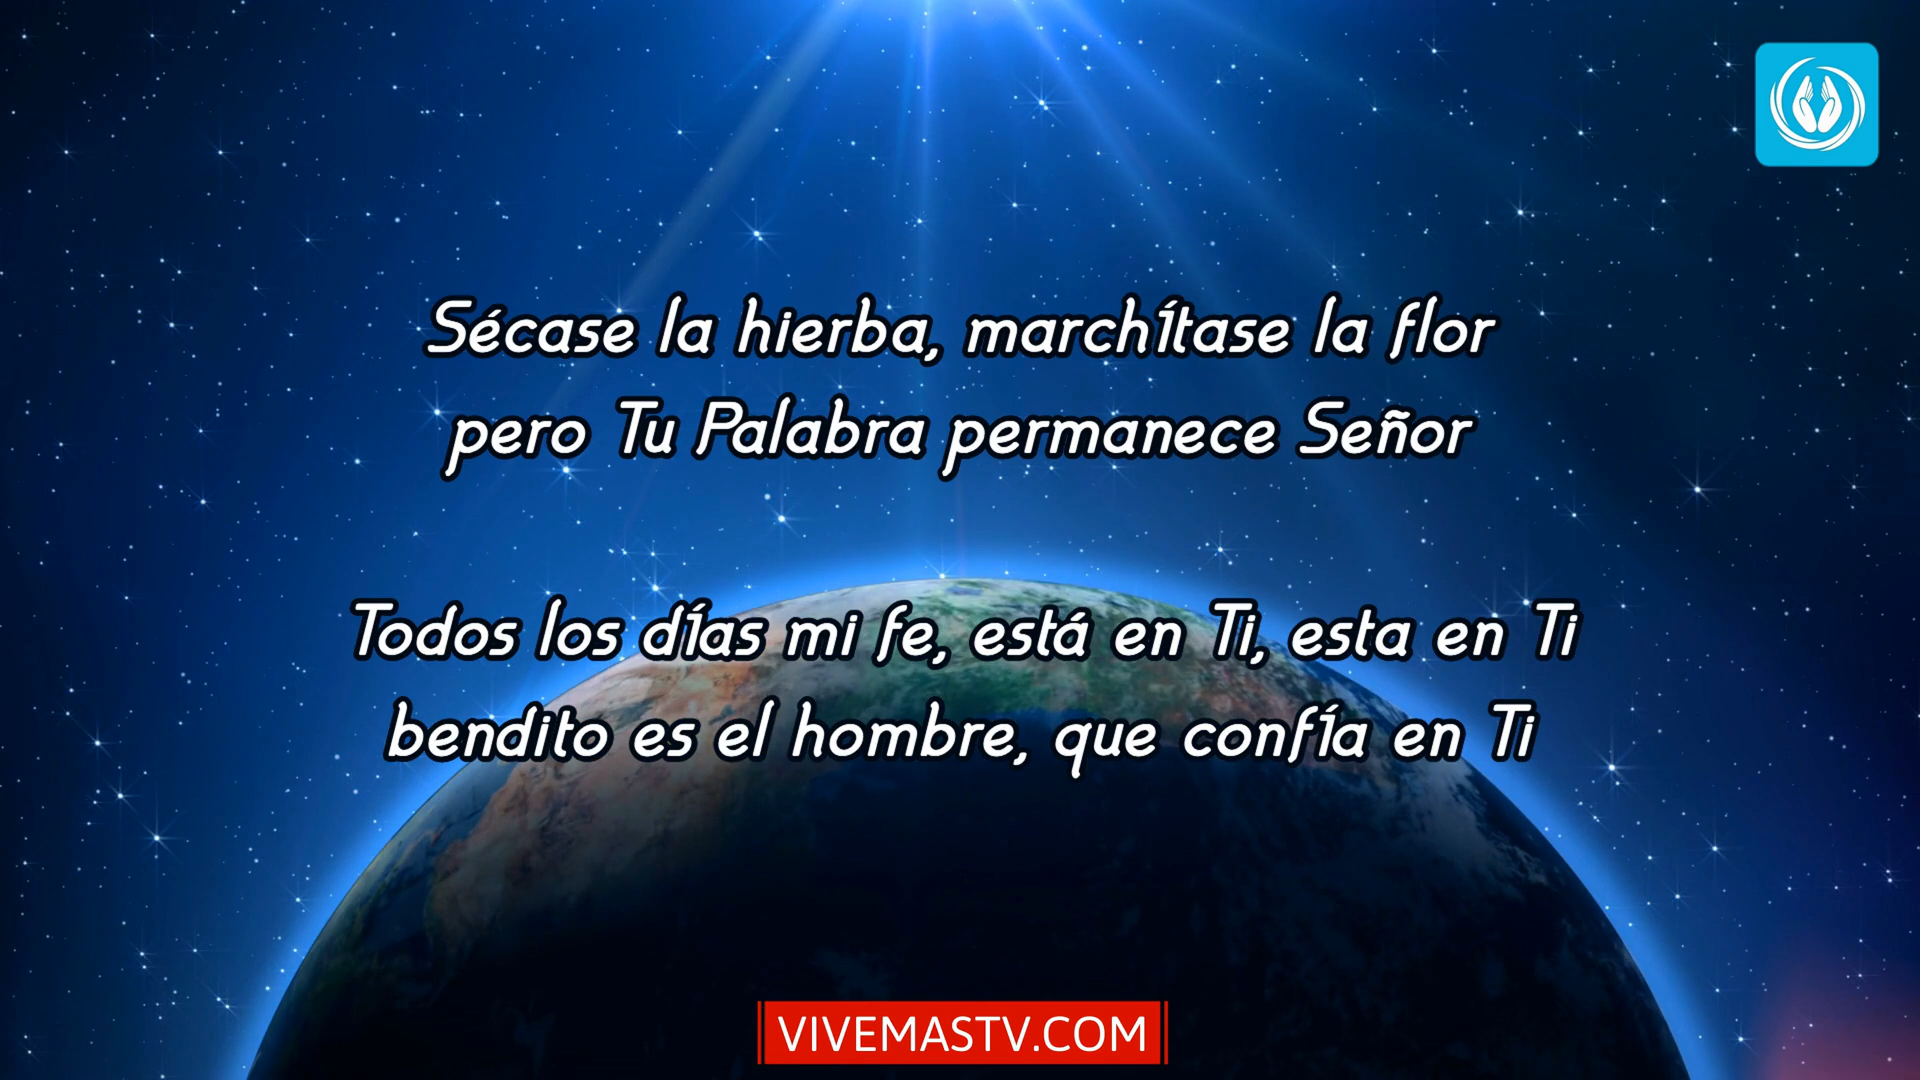 Sécase la hierba, marchítase la flor
pero Tu Palabra permanece Señor
Todos los días mi fe, está en Ti, esta en Ti
bendito es el hombre, que confía en Ti
VIVEMASTV.COM